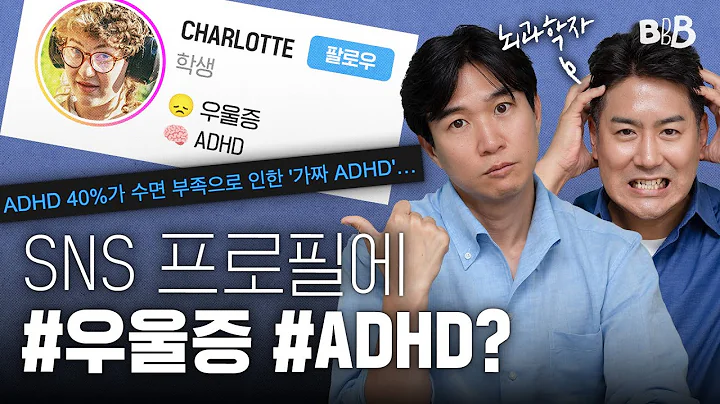 CHARLOTTE
팔로우
학생
우울증
ADHD
뇌과학자
BBB
ADHD 40%가 수면 부족으로 인한 '가짜 ADHD'...
SNS 프로필에
#우울증 #ADHD?